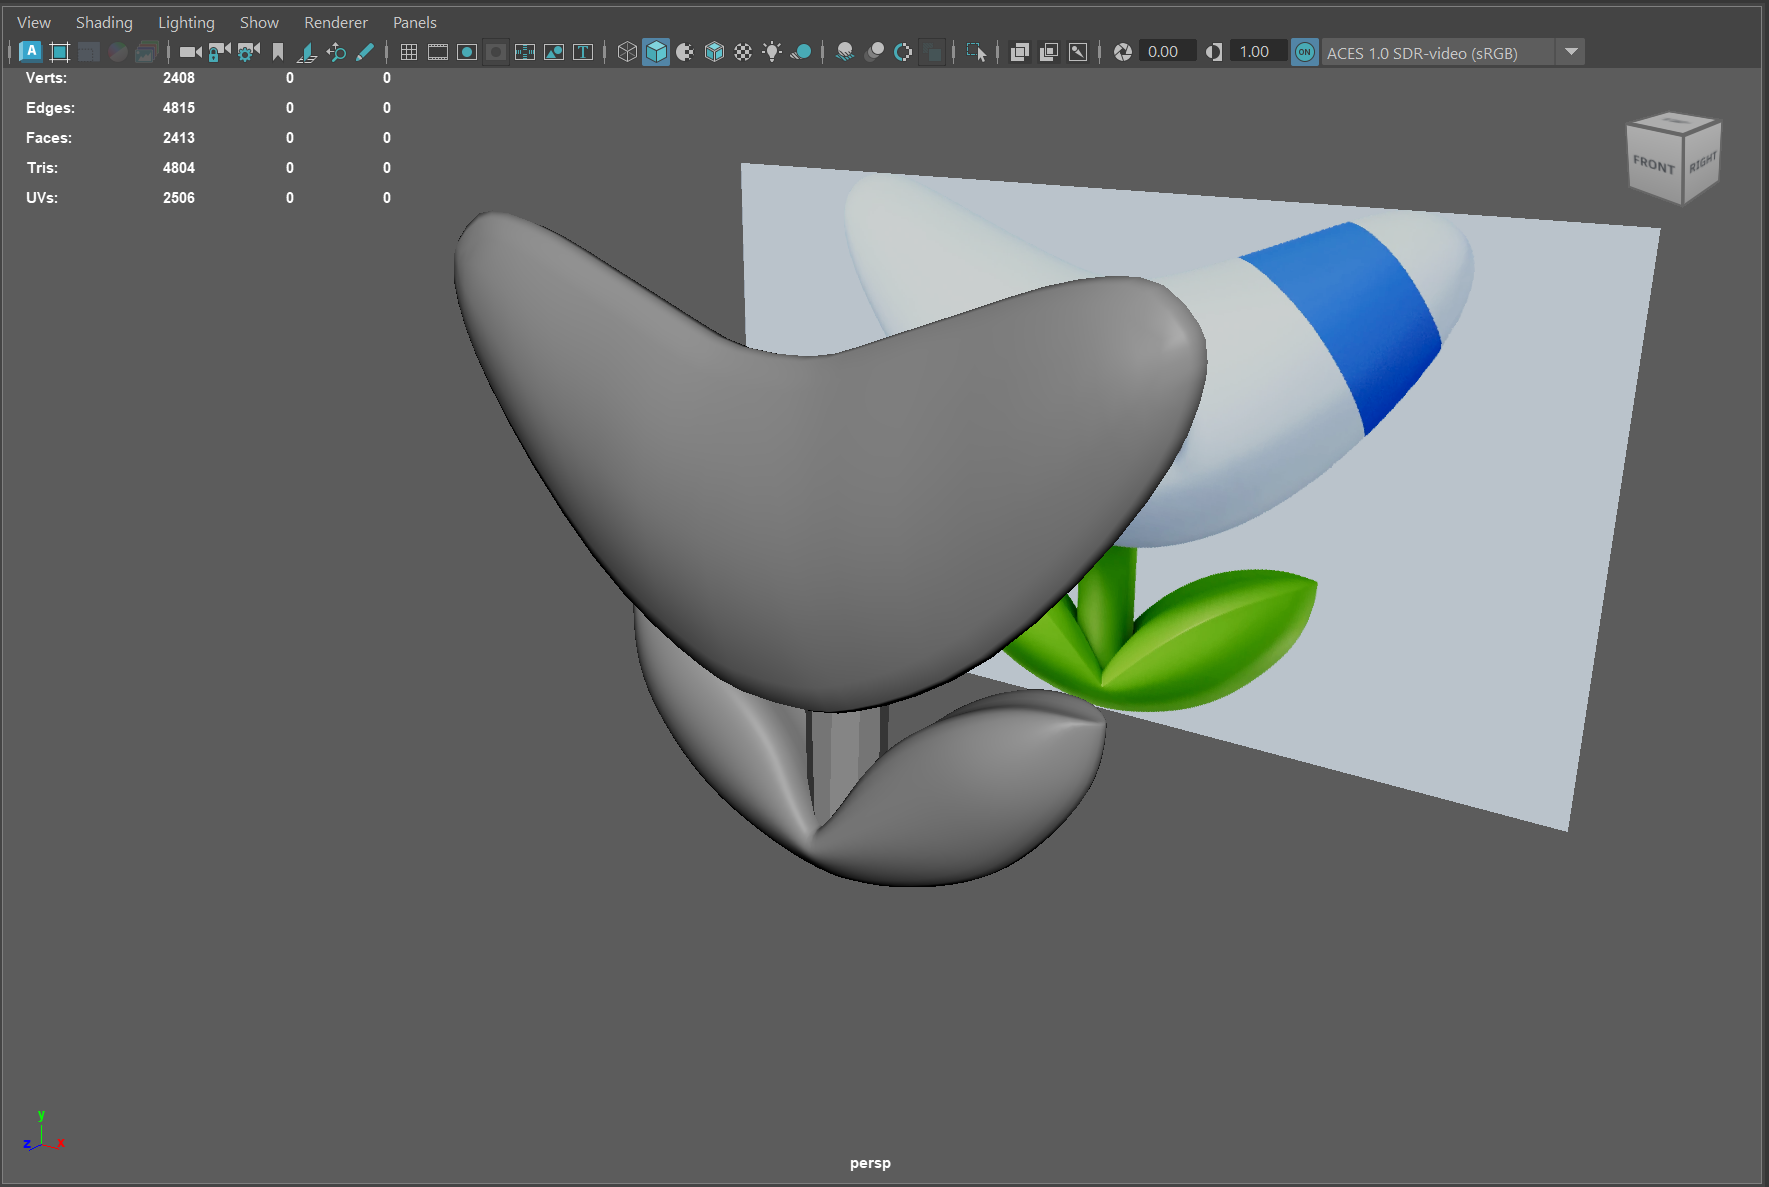 View Shading Lighting Show Renderer Panels
A T 0.00 1.00 ON ACES 1.0 SDR-video (sRGB)
Verts: 2408 0 0
Edges: 4815 0 0
Faces: 2413 0 0
Tris: 4804 0 0
UVs: 2506 0 0
FRONT RIGHT
y
z x
persp